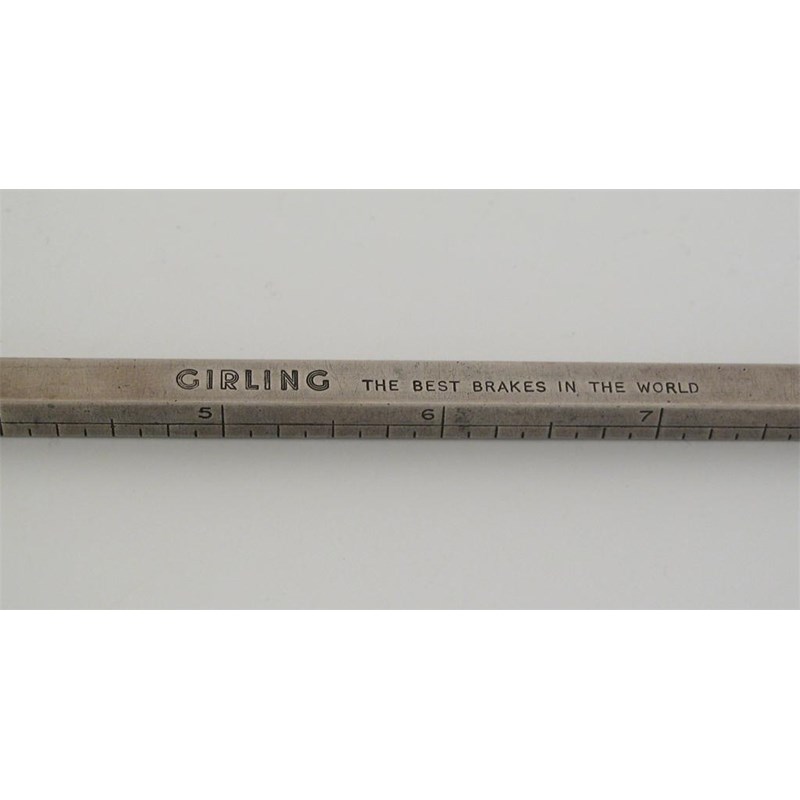 GIRLING THE BEST BRAKES IN THE WORLD
5 6 7